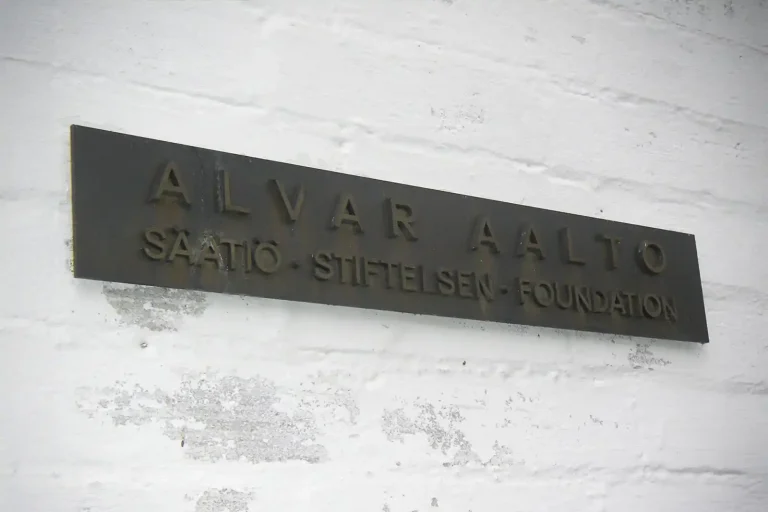 ALVAR AALTO
SÄÄTIÖ · STIFTELSEN · FOUNDATION